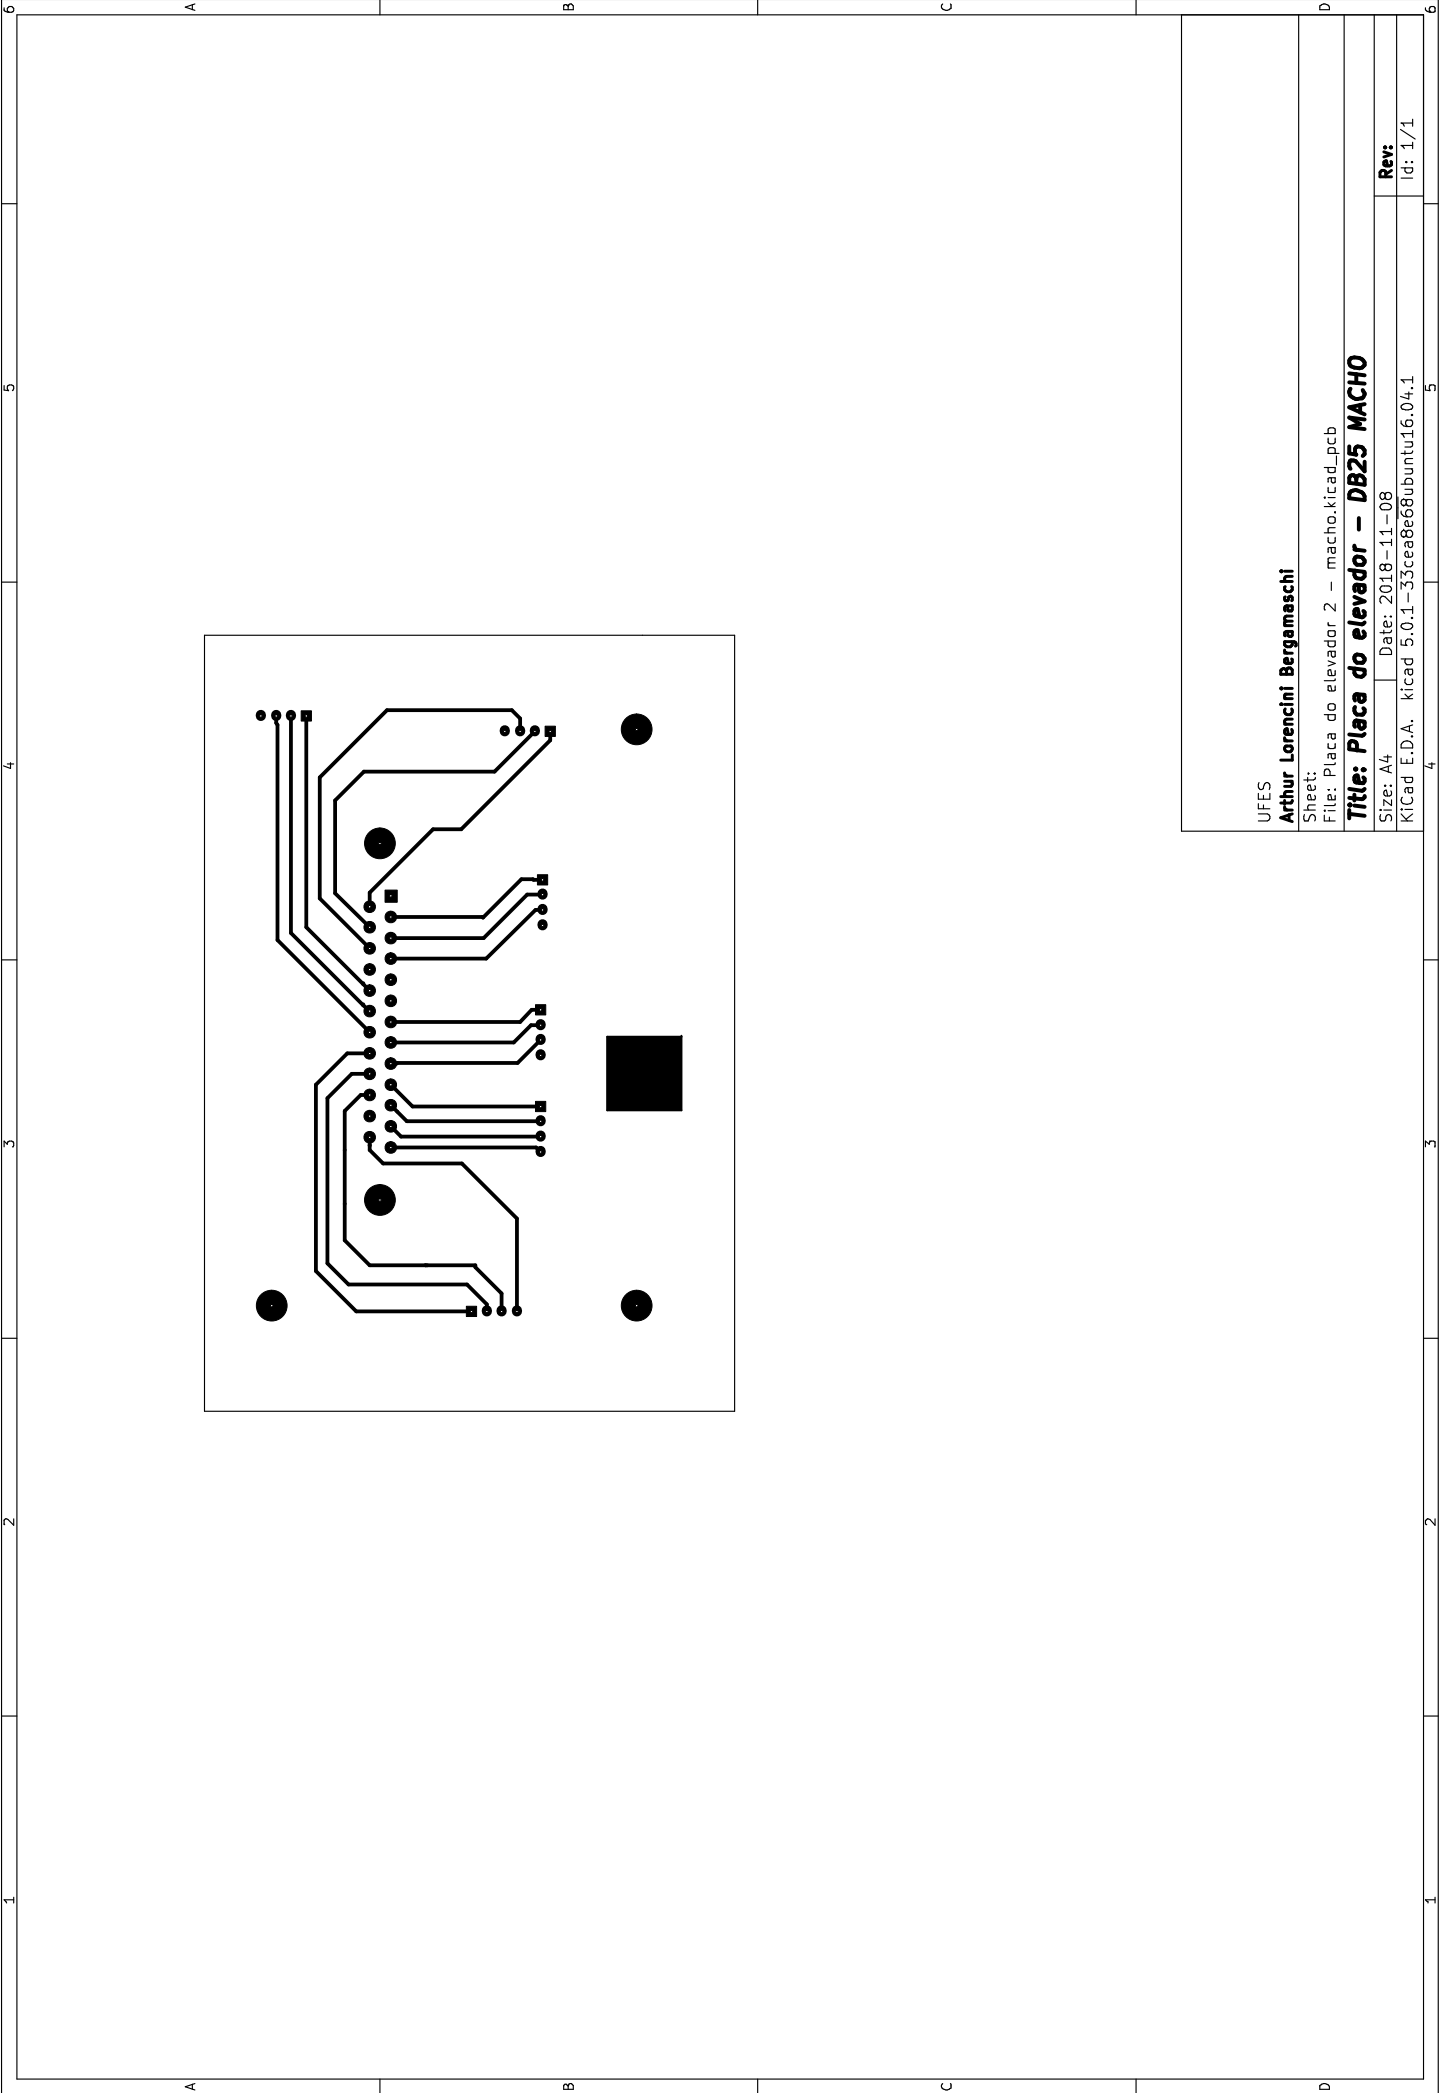 UFES
Arthur Lorencini Bergamaschi
Sheet:
File: Placa do elevador 2 – macho.kicad_pcb
Title: Placa do elevador – DB25 MACHO
Size: A4
Date: 2018-11-08
Rev:
KiCad E.D.A. kicad 5.0.1-33cea8e68ubuntu16.04.1
Id: 1/1
1
2
3
4
5
6
1
2
3
4
5
6
A
B
C
D
A
B
C
D